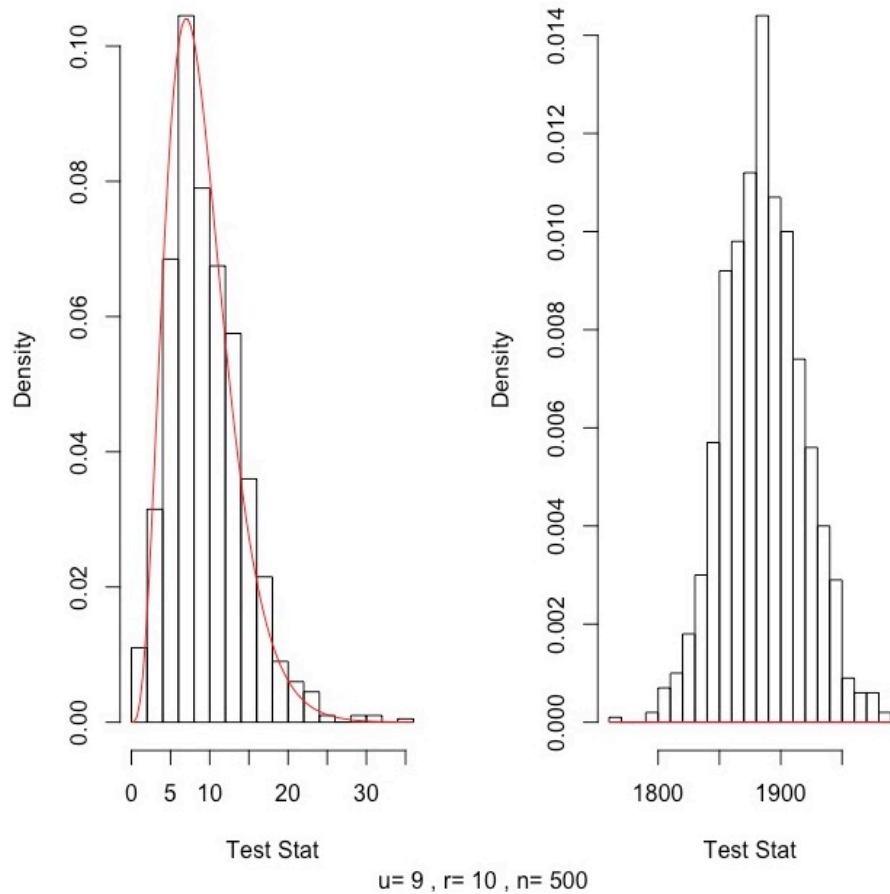 Density
0.00 0.02 0.04 0.06 0.08 0.10
0 5 10 20 30
Test Stat
Density
0.000 0.002 0.004 0.006 0.008 0.010 0.012 0.014
1800 1900
Test Stat
u= 9 , r= 10 , n= 500